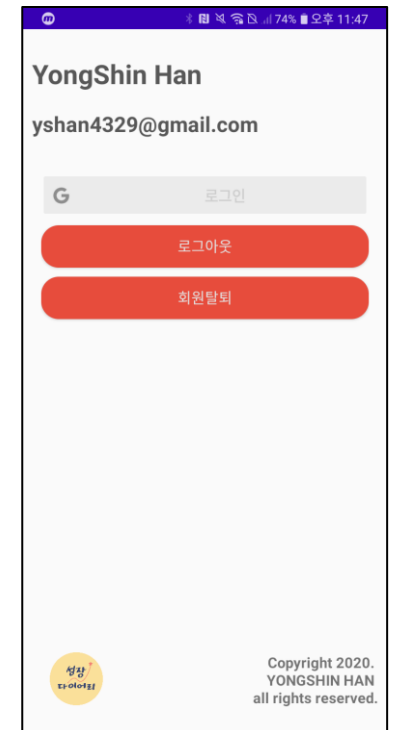 74% 오후 11:47
YongShin Han
yshan4329@gmail.com
G 로그인
로그아웃
회원탈퇴
성장
다이어리
Copyright 2020.
YONGSHIN HAN
all rights reserved.